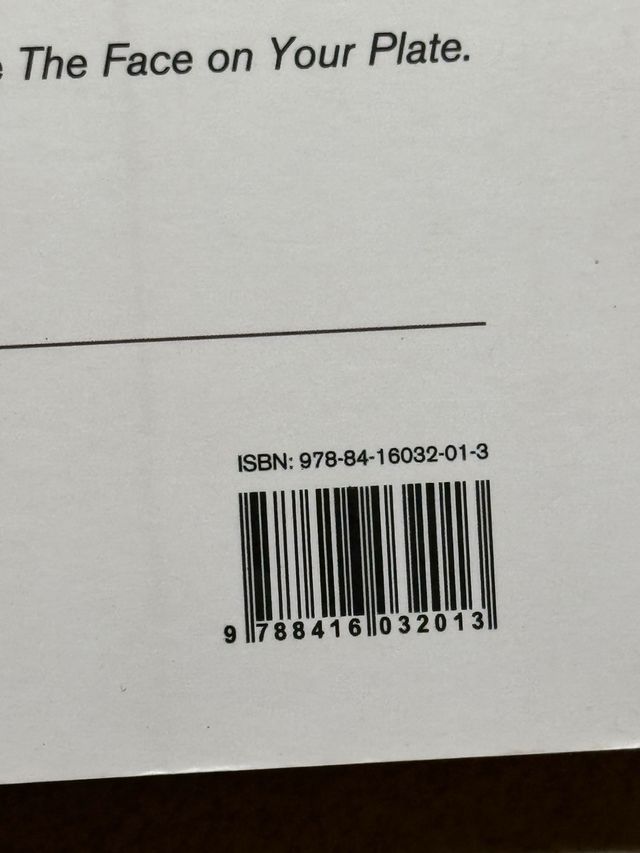 The Face on Your Plate.
ISBN: 978-84-16032-01-3
9 788416 032013